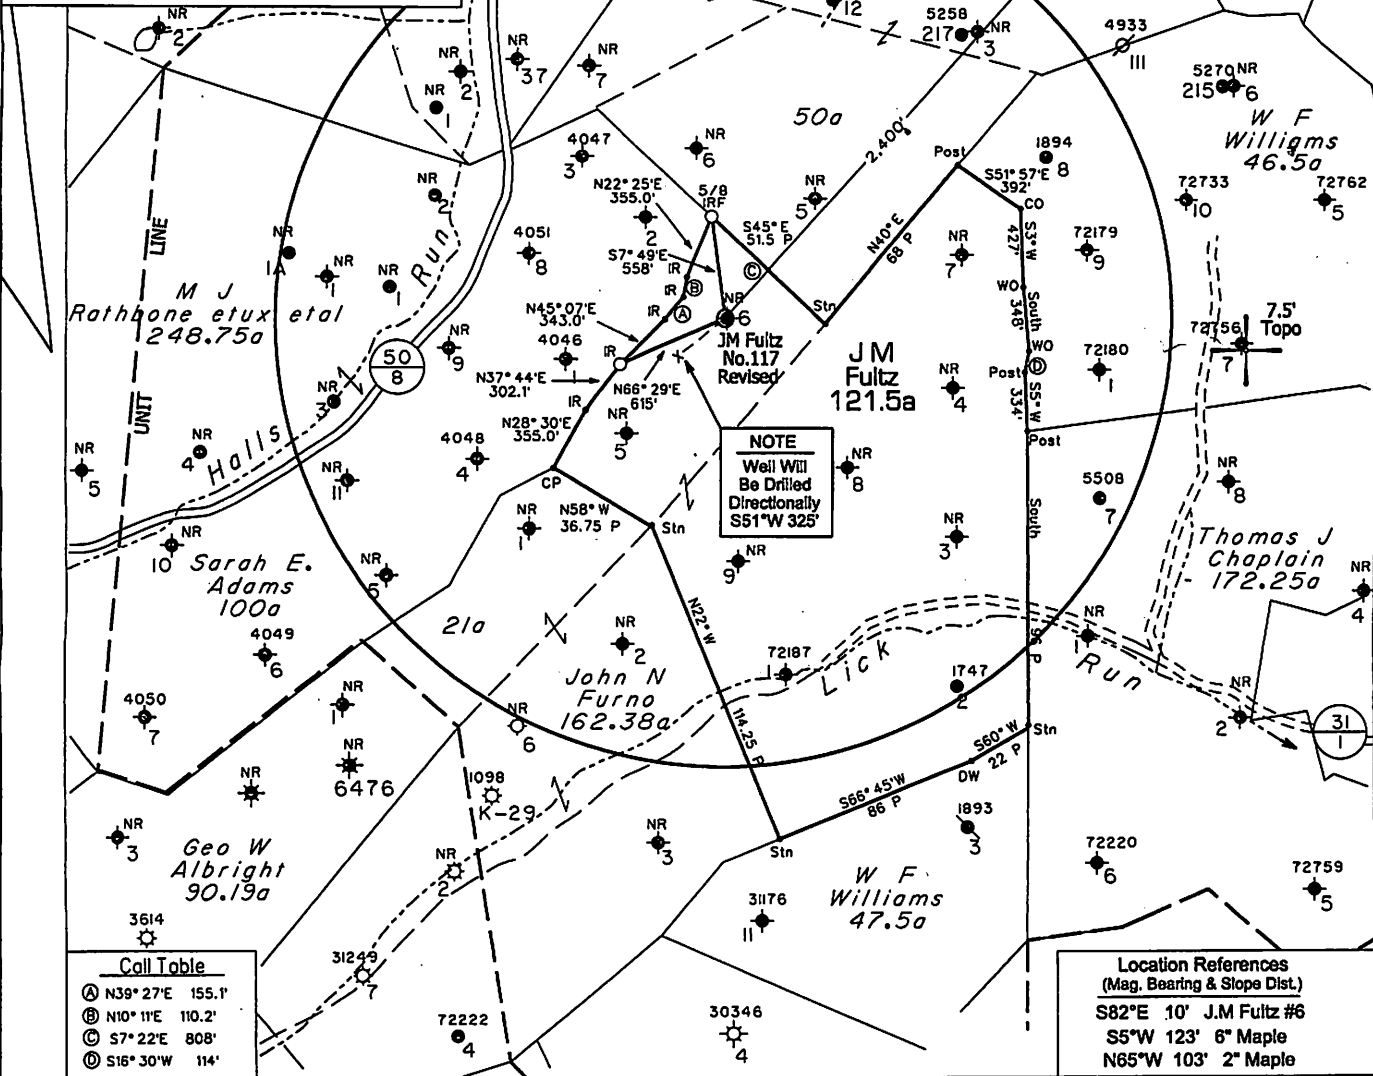 NR
2
NR
2
NR
37
NR
7
12
5258
217
NR
3
4933
III
5270
NR
215
6
W F
Williams
46.5a
NR
1
4047
3
NR
6
50a
2,400'
Post
S51° 57'E
392'
1894
8
72733
10
72762
5
NR
2
N22° 25'E
355.0'
5/8
IRF
NR
5
S45° E
51.5 P
N40° E
68 P
CO
S3° W
427'
72179
9
LINE
NR
1A
NR
1
NR
1
Run
4051
8
2
S7° 49'E
558'
IR
B
IR
A
IR
C
NR
7
WO
South
348'
WO
M J
Rathbone etux etal
248.75a
N45° 07'E
343.0'
NR
6
Stn
JM Fultz
No.117
Revised
J M
Fultz
121.5a
72756
7
7.5'
Topo
NR
9
4046
1
IR
50
8
N37° 44'E
302.1'
N66° 29'E
615'
NR
4
Post
D
S5° W
334'
72180
1
NR
3
UNIT
IR
N28° 30'E
355.0'
NR
5
NOTE
Well Will
Be Drilled
Directionally
S51°W 325'
NR
8
Post
NR
5
NR
4
Halls
NR
11
4048
4
CP
N58° W
36.75 P
Stn
South
5508
7
NR
8
NR
10
NR
1
NR
9
NR
3
Thomas J
Chaplain
172.25a
4
Sarah E.
Adams
100a
NR
5
21a
N22° W
114.25 P
96 P
NR
1
4049
6
NR
2
72187
1
Lick
Run
John N
Furno
162.38a
1747
2
NR
2
31
1
4050
7
NR
1
NR
6
S60° W
22 P
Stn
DW
NR
NR
6476
1098
K-29
S66° 45'W
86 P
NR
3
NR
3
Stn
1893
3
Geo W
Albright
90.19a
NR
2
W F
Williams
47.5a
72220
6
72759
5
3614
31176
11
31249
7
72222
4
30346
4
Call Table
A N39° 27'E 155.1'
B N10° 11'E 110.2'
C S7° 22'E 808'
D S16° 30'W 114'
Location References
(Mag. Bearing & Slope Dist.)
S82°E 10' J.M Fultz #6
S5°W 123' 6" Maple
N65°W 103' 2" Maple